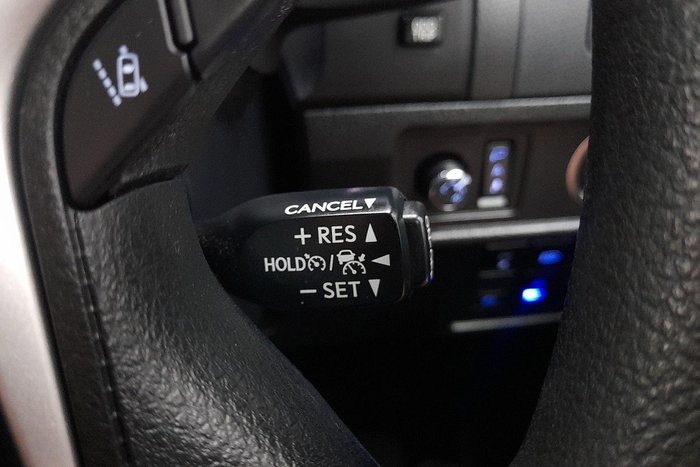 CANCEL▼
+ RES ▲
HOLD / ◀
− SET ▼